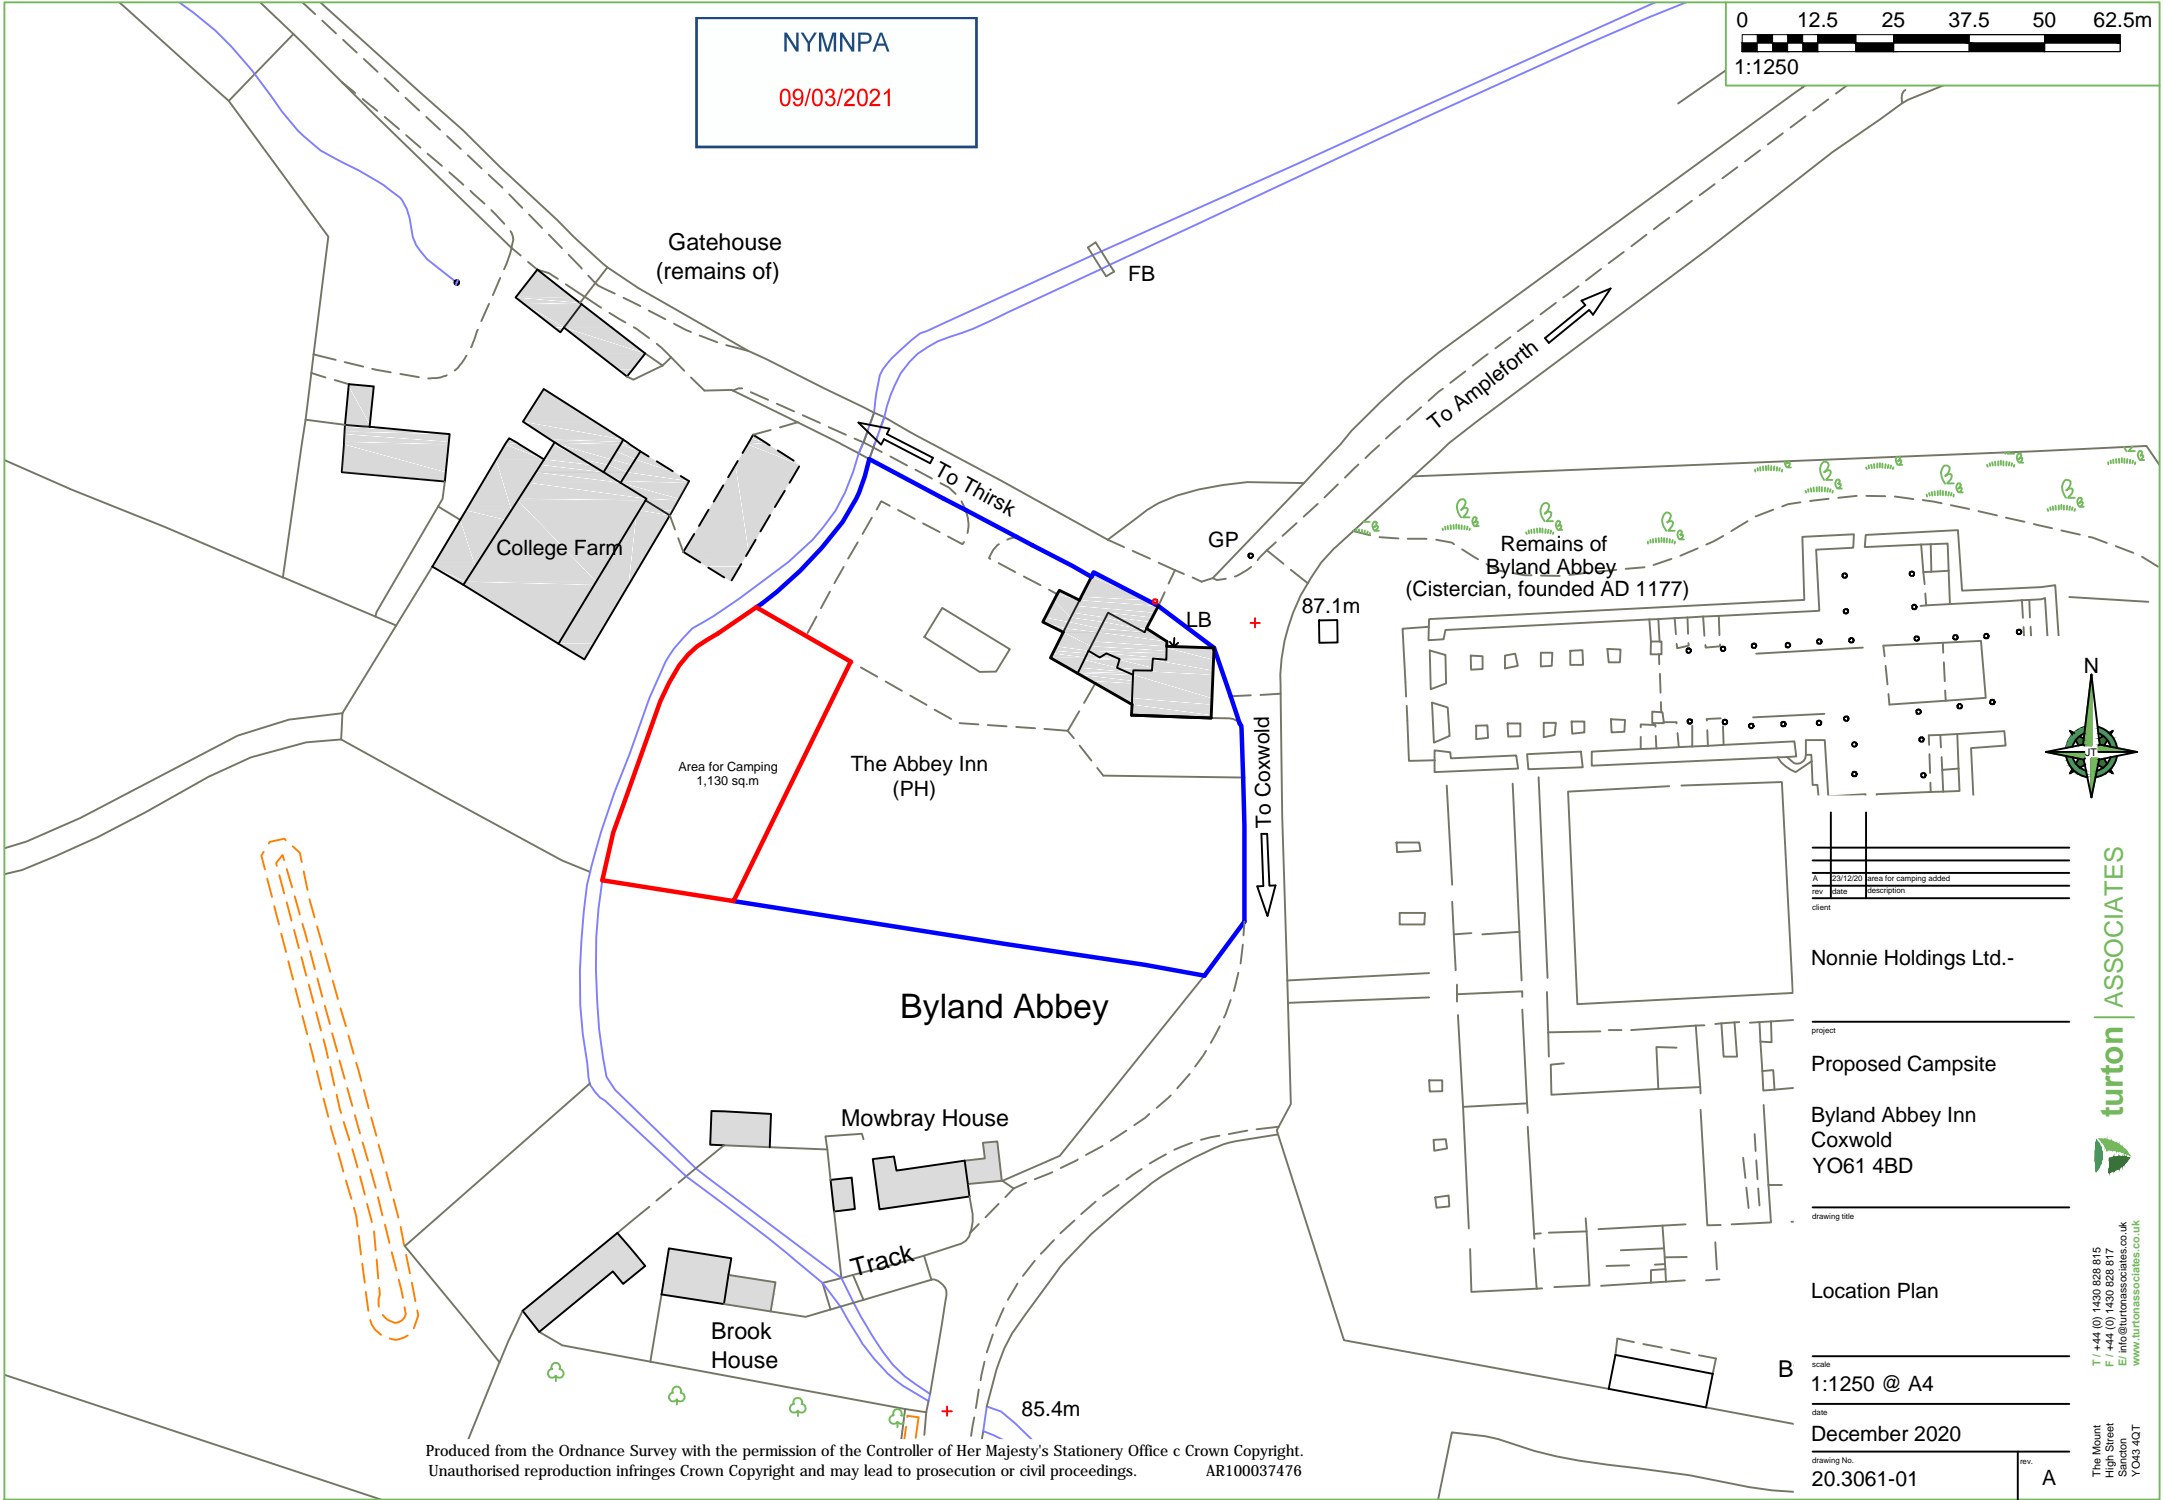 NYMNPA
09/03/2021
0 12.5 25 37.5 50 62.5m
1:1250
Gatehouse
(remains of)
FB
To Ampleforth
To Thirsk
College Farm
GP
Remains of
Byland Abbey
(Cistercian, founded AD 1177)
87.1m
LB
N
JT
Area for Camping
1,130 sq.m
The Abbey Inn
(PH)
To Coxwold
Byland Abbey
Mowbray House
Track
Brook
House
85.4m
B
A 23/12/20 area for camping added
rev date description
client
Nonnie Holdings Ltd.-
project
Proposed Campsite
Byland Abbey Inn
Coxwold
YO61 4BD
drawing title
Location Plan
scale
1:1250 @ A4
date
December 2020
drawing No.
20.3061-01
rev.
A
turton | ASSOCIATES
T / +44 (0) 1430 828 815
F / +44 (0) 1430 828 817
E/ info@turtonassociates.co.uk
www.turtonassociates.co.uk
The Mount
High Street
Sancton
YO43 4QT
Produced from the Ordnance Survey with the permission of the Controller of Her Majesty's Stationery Office c Crown Copyright.
Unauthorised reproduction infringes Crown Copyright and may lead to prosecution or civil proceedings. AR100037476